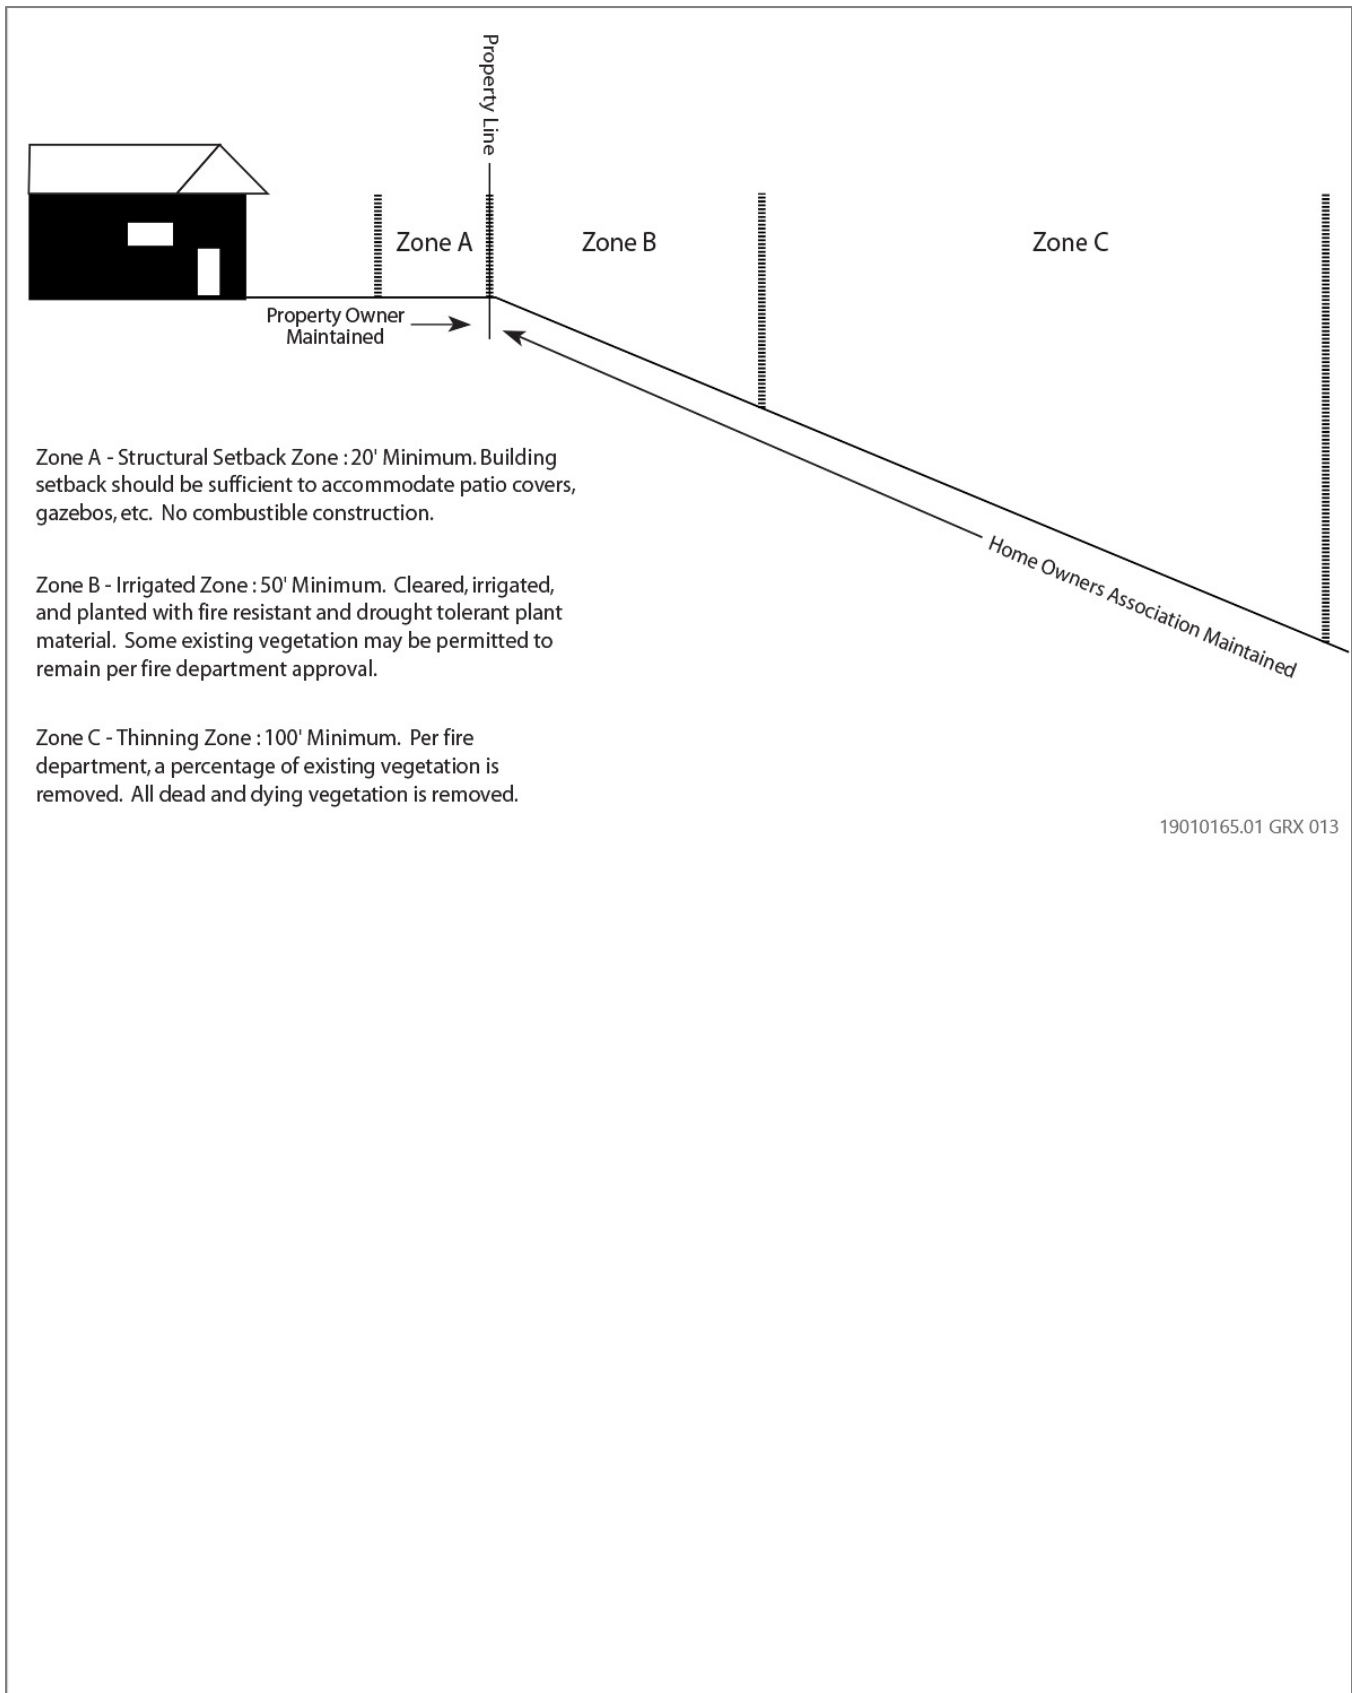 Property Line
Zone A
Zone B
Zone C
Property Owner
Maintained
Home Owners Association Maintained
Zone A - Structural Setback Zone : 20' Minimum. Building
setback should be sufficient to accommodate patio covers,
gazebos, etc. No combustible construction.
Zone B - Irrigated Zone : 50' Minimum. Cleared, irrigated,
and planted with fire resistant and drought tolerant plant
material. Some existing vegetation may be permitted to
remain per fire department approval.
Zone C - Thinning Zone : 100' Minimum. Per fire
department, a percentage of existing vegetation is
removed. All dead and dying vegetation is removed.
19010165.01 GRX 013